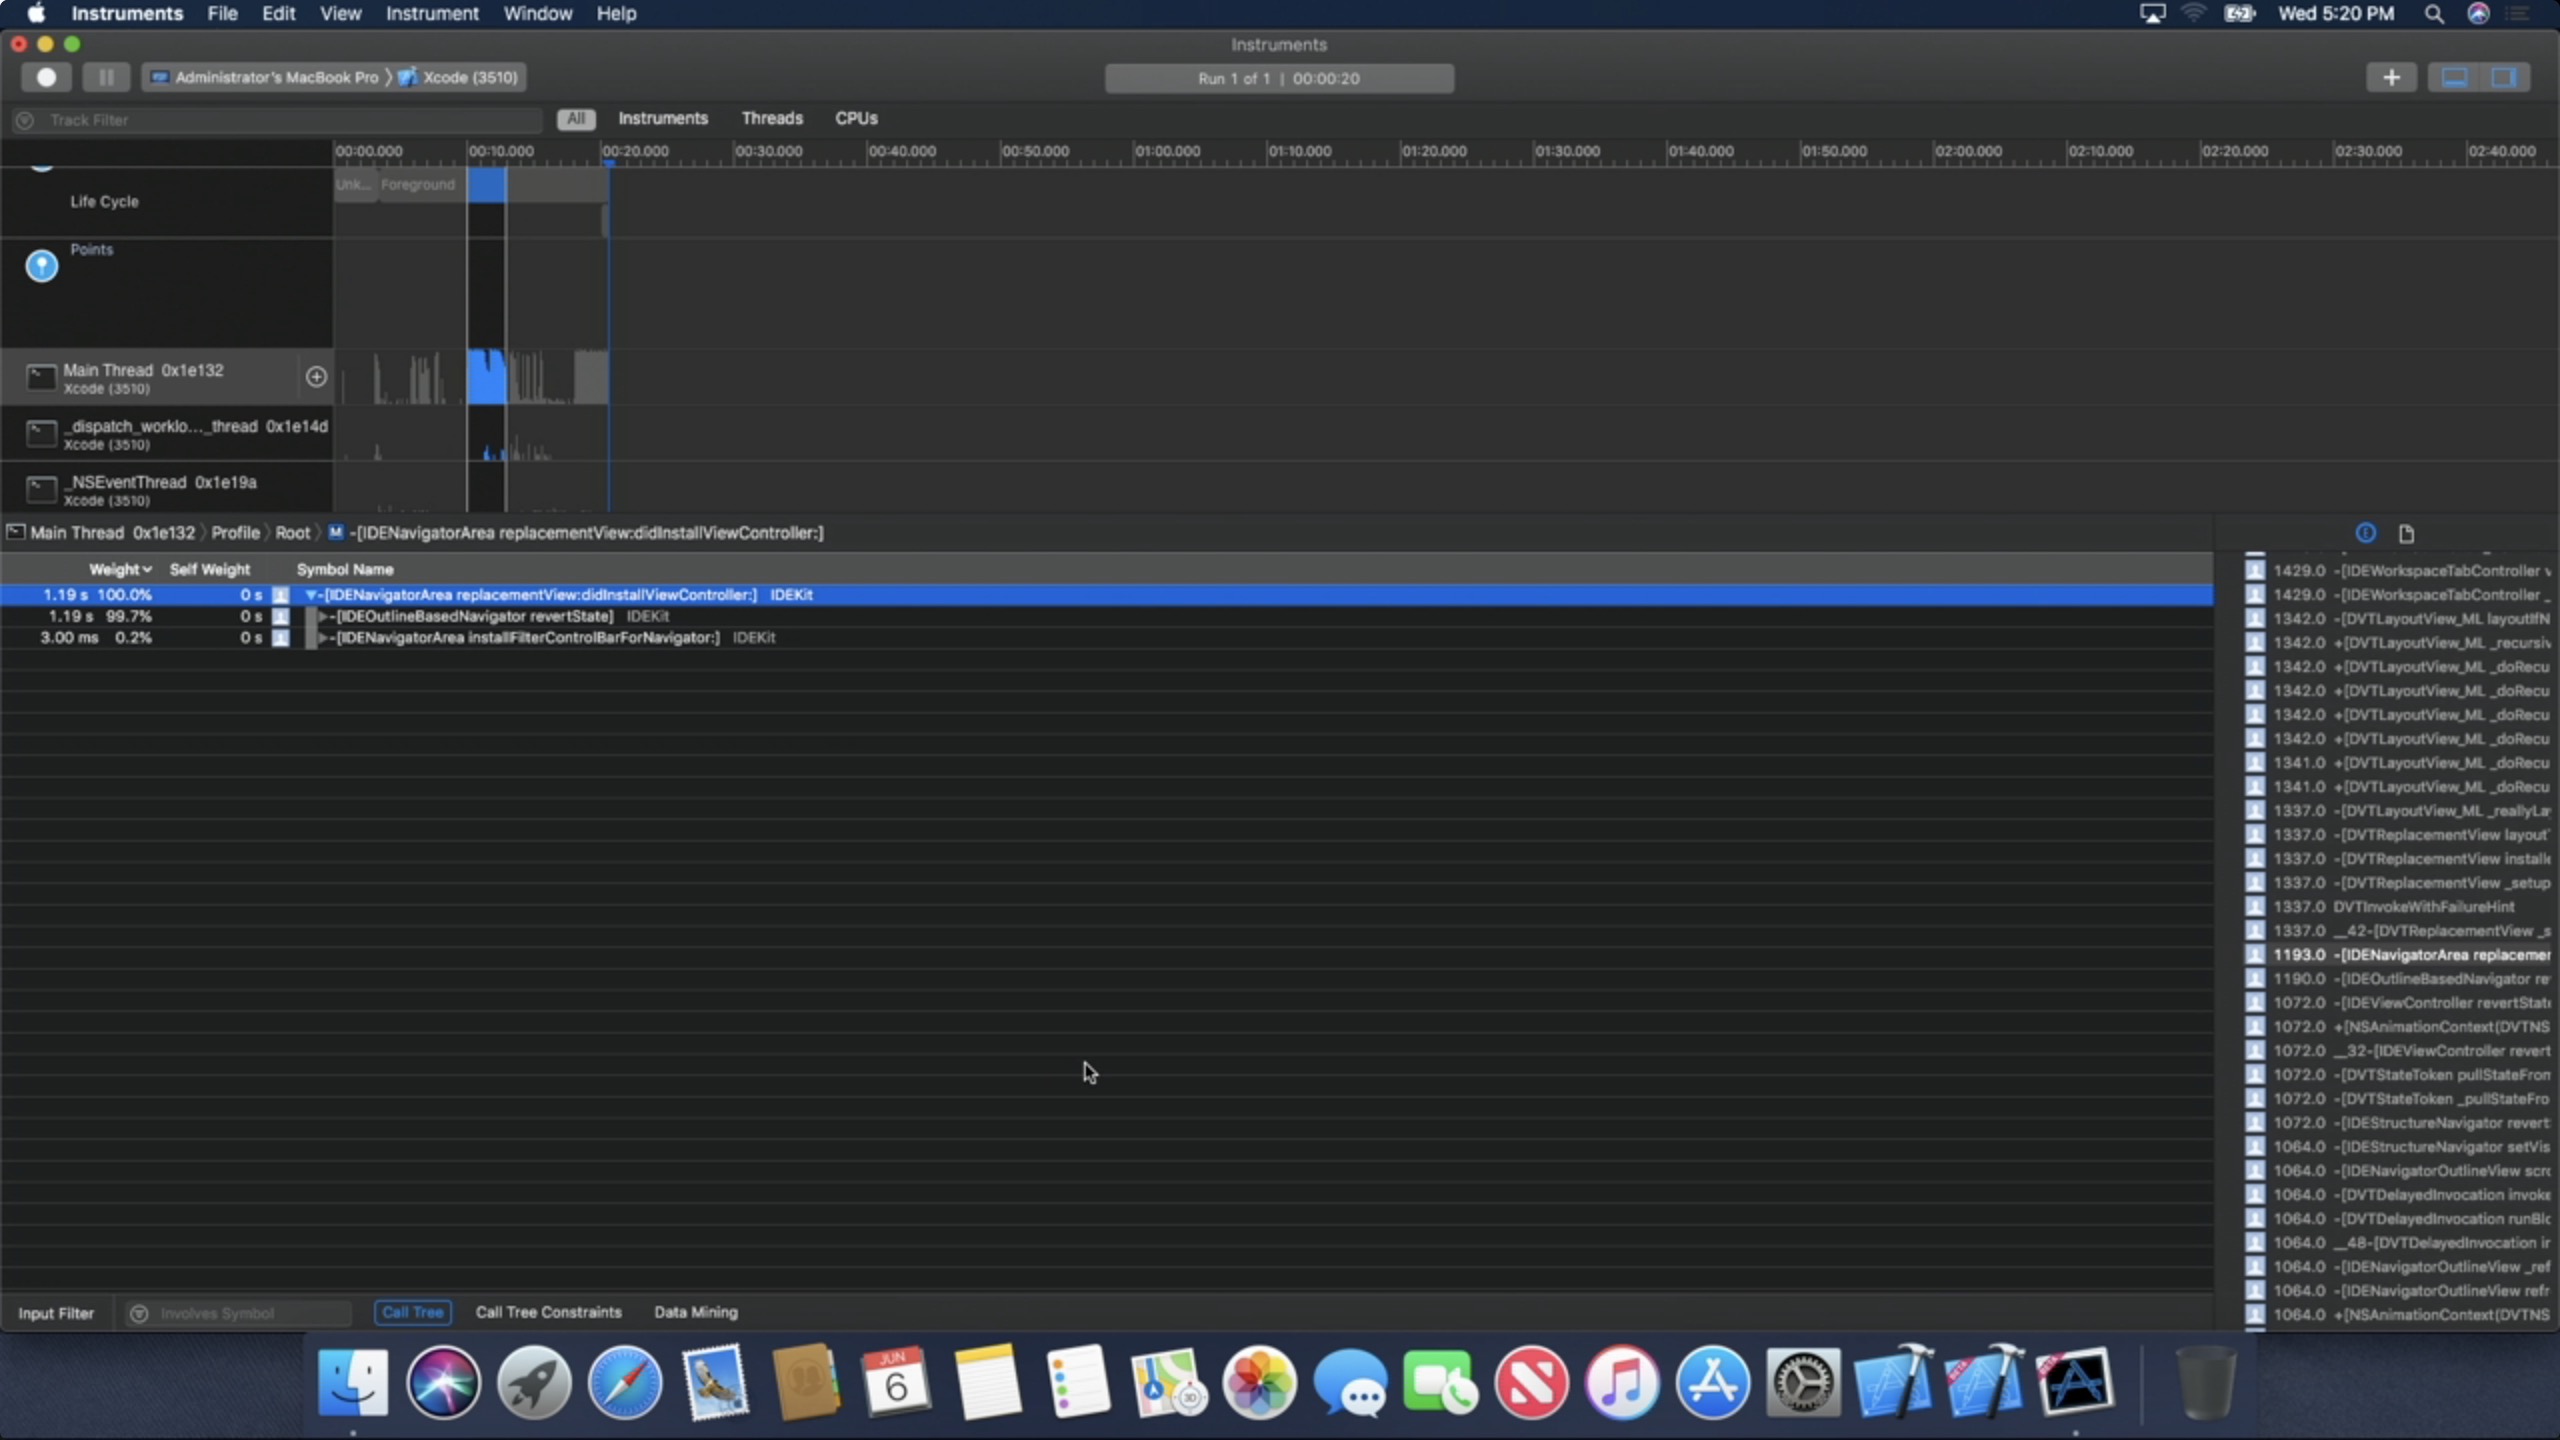 Instruments File Edit View Instrument Window Help Wed 5:20 PM
Instruments
Administrator's MacBook Pro Xcode (3510) Run 1 of 1 | 00:00:20
Track Filter All Instruments Threads CPUs
00:00.000 00:10.000 00:20.000 00:30.000 00:40.000 00:50.000 01:00.000 01:10.000 01:20.000 01:30.000 01:40.000 01:50.000 02:00.000 02:10.000 02:20.000 02:30.000 02:40.000
Unk... Foreground
Life Cycle
Points
Main Thread 0x1e132
Xcode (3510)
_dispatch_worklo..._thread 0x1e14d
Xcode (3510)
_NSEventThread 0x1e19a
Xcode (3510)
Main Thread 0x1e132 Profile Root M -[IDENavigatorArea replacementView:didInstallViewController:]
Weight Self Weight Symbol Name
1.19 s 100.0% 0 s -[IDENavigatorArea replacementView:didInstallViewController:] IDEKit
1.19 s 99.7% 0 s -[IDEOutlineBasedNavigator revertState] IDEKit
3.00 ms 0.2% 0 s -[IDENavigatorArea installFilterControlBarForNavigator:] IDEKit
E
1429.0 -[IDEWorkspaceTabController v
1429.0 -[IDEWorkspaceTabController _
1342.0 -[DVTLayoutView_ML layoutIfN
1342.0 +[DVTLayoutView_ML _recursiv
1342.0 +[DVTLayoutView_ML _doRecu
1342.0 +[DVTLayoutView_ML _doRecu
1342.0 +[DVTLayoutView_ML _doRecu
1342.0 +[DVTLayoutView_ML _doRecu
1341.0 +[DVTLayoutView_ML _doRecu
1341.0 +[DVTLayoutView_ML _doRecu
1337.0 -[DVTLayoutView_ML _reallyLa
1337.0 -[DVTReplacementView layout
1337.0 -[DVTReplacementView installe
1337.0 -[DVTReplacementView _setup
1337.0 DVTInvokeWithFailureHint
1337.0 __42-[DVTReplacementView _s
1193.0 -[IDENavigatorArea replacemen
1190.0 -[IDEOutlineBasedNavigator re
1072.0 -[IDEViewController revertState
1072.0 +[NSAnimationContext(DVTNS
1072.0 __32-[IDEViewController revert
1072.0 -[DVTStateToken pullStateFrom
1072.0 -[DVTStateToken _pullStateFro
1072.0 -[IDEStructureNavigator revert
1064.0 -[IDEStructureNavigator setVis
1064.0 -[IDENavigatorOutlineView scro
1064.0 -[DVTDelayedInvocation invoke
1064.0 -[DVTDelayedInvocation runBlo
1064.0 __48-[DVTDelayedInvocation in
1064.0 -[IDENavigatorOutlineView _ref
1064.0 -[IDENavigatorOutlineView refr
1064.0 +[NSAnimationContext(DVTNS
Input Filter Involves Symbol Call Tree Call Tree Constraints Data Mining
JUN
6